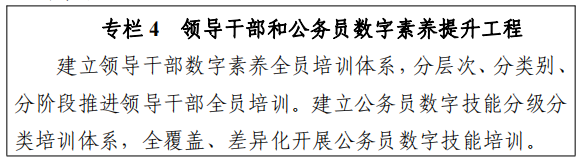 专栏 4 领导干部和公务员数字素养提升工程
建立领导干部数字素养全员培训体系，分层次、分类别、
分阶段推进领导干部全员培训。建立公务员数字技能分级分
类培训体系，全覆盖、差异化开展公务员数字技能培训。